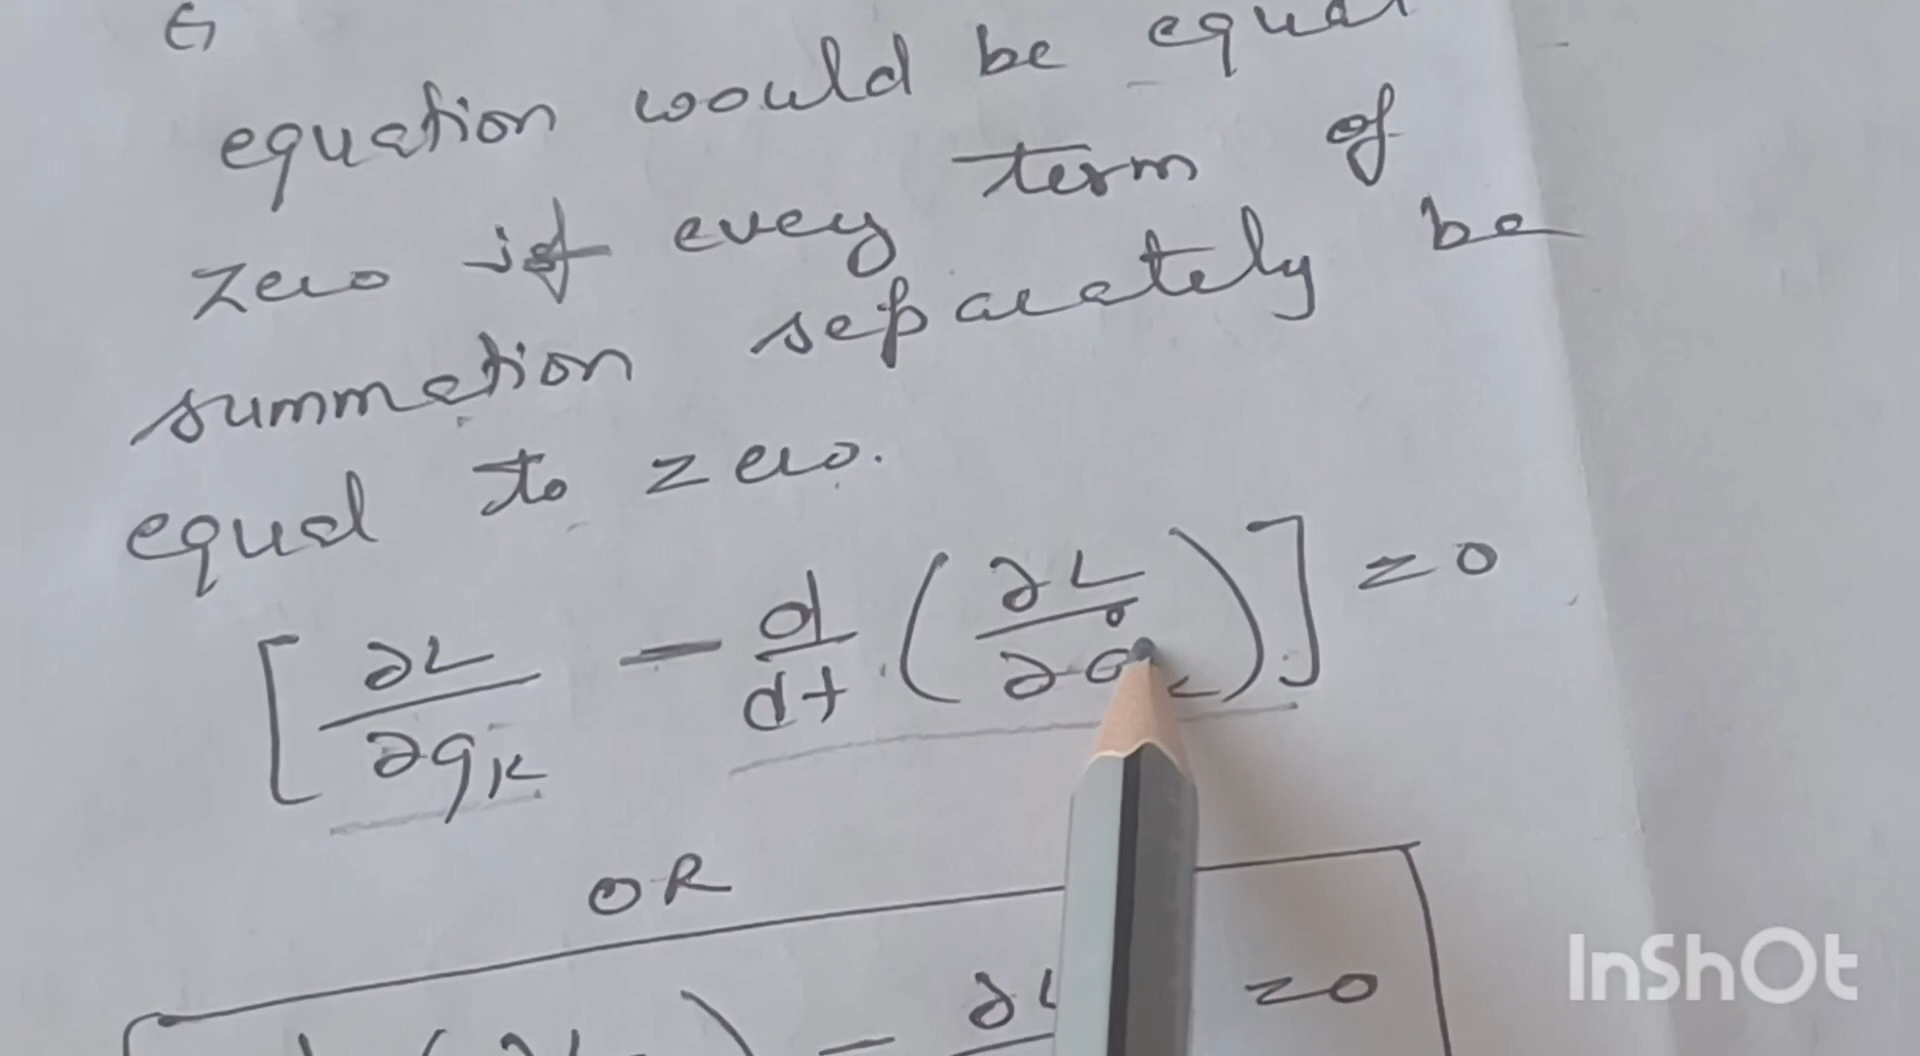 equation would be equal
zero if every term of
summation separately be
equal to zero.
[∂L/∂qₖ - d/dt (∂L/∂q̇ₖ)] = 0
OR
- ∂L = 0
InShOt